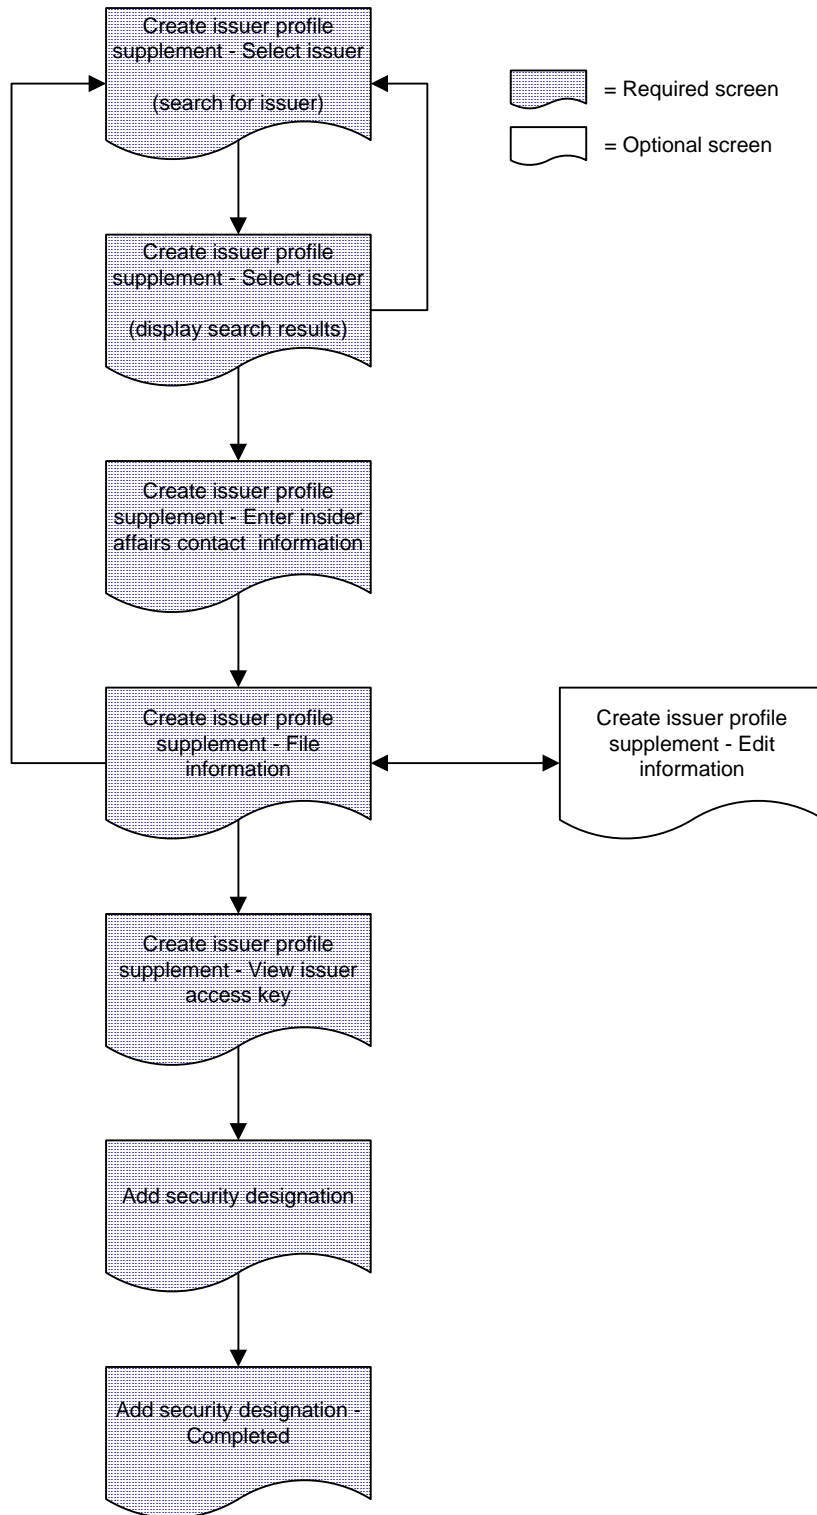 Create issuer profile
supplement - Select issuer
(search for issuer)
= Required screen
= Optional screen
Create issuer profile
supplement - Select issuer
(display search results)
Create issuer profile
supplement - Enter insider
affairs contact  information
Create issuer profile
supplement - File
information
Create issuer profile
supplement - Edit
information
Create issuer profile
supplement - View issuer
access key
Add security designation
Add security designation -
Completed